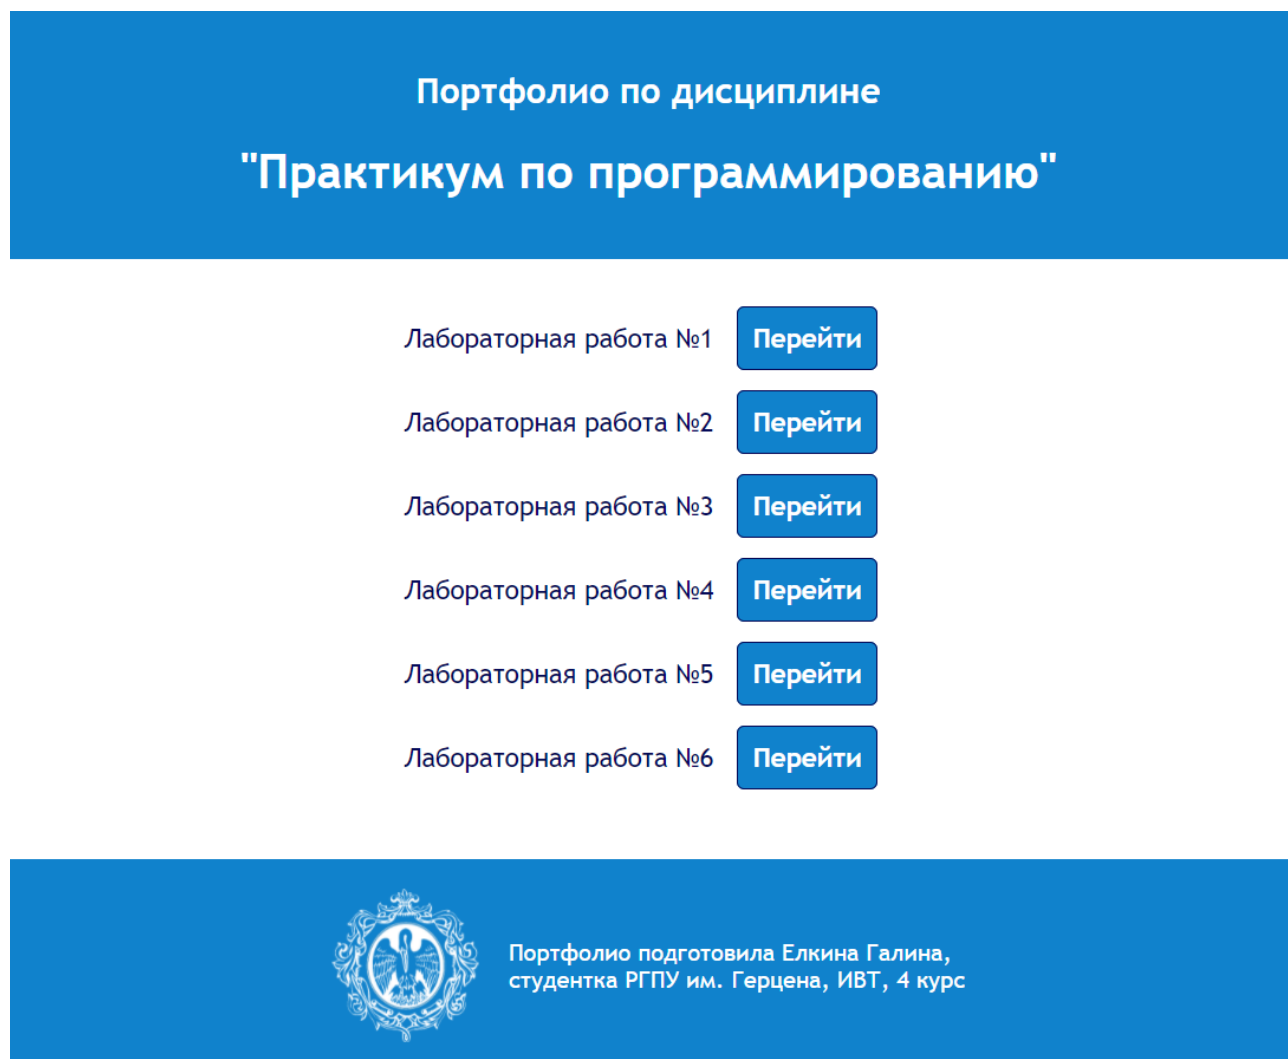 Портфолио по дисциплине
"Практикум по программированию"
Лабораторная работа №1 Перейти
Лабораторная работа №2 Перейти
Лабораторная работа №3 Перейти
Лабораторная работа №4 Перейти
Лабораторная работа №5 Перейти
Лабораторная работа №6 Перейти
Портфолио подготовила Елкина Галина,
студентка РГПУ им. Герцена, ИВТ, 4 курс